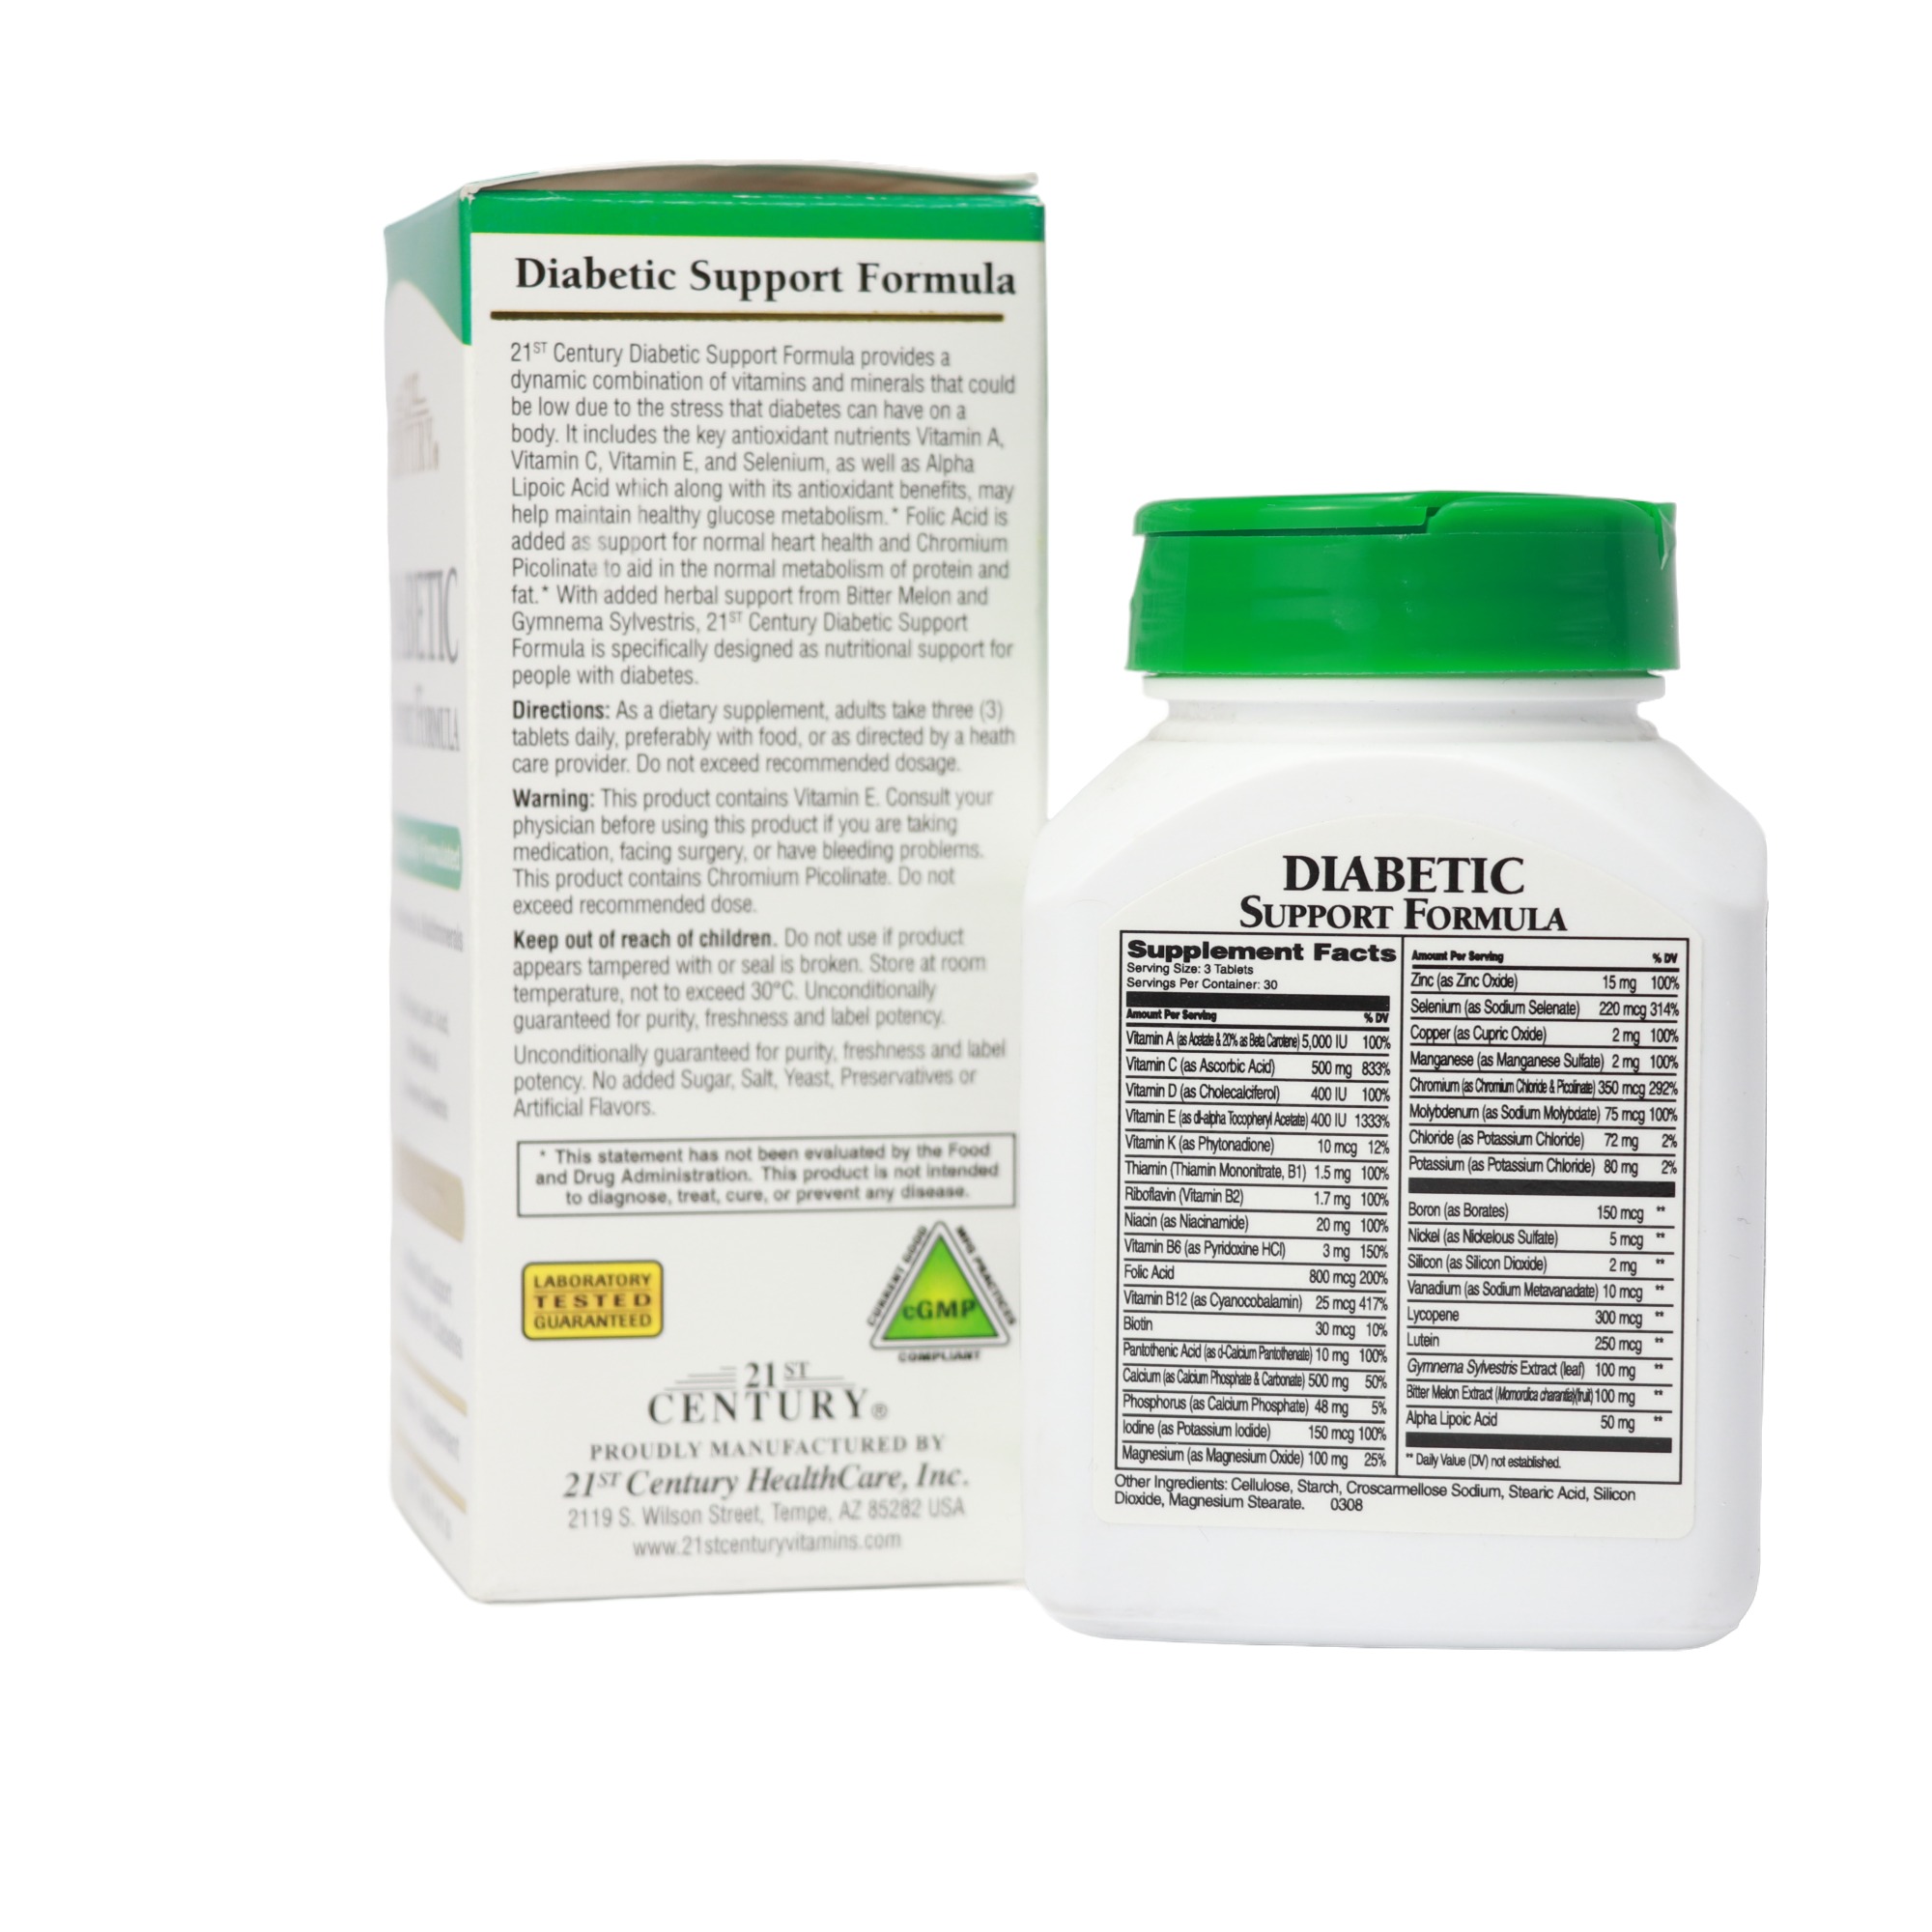 Diabetic Support Formula
21ST Century Diabetic Support Formula provides a
dynamic combination of vitamins and minerals that could
be low due to the stress that diabetes can have on a
body. It includes the key antioxidant nutrients Vitamin A,
Vitamin C, Vitamin E, and Selenium, as well as Alpha
Lipoic Acid which along with its antioxidant benefits, may
help maintain healthy glucose metabolism.* Folic Acid is
added as support for normal heart health and Chromium
Picolinate to aid in the normal metabolism of protein and
fat.* With added herbal support from Bitter Melon and
Gymnema Sylvestris, 21ST Century Diabetic Support
Formula is specifically designed as nutritional support for
people with diabetes.
Directions: As a dietary supplement, adults take three (3)
tablets daily, preferably with food, or as directed by a heath
care provider. Do not exceed recommended dosage.
Warning: This product contains Vitamin E. Consult your
physician before using this product if you are taking
medication, facing surgery, or have bleeding problems.
This product contains Chromium Picolinate. Do not
exceed recommended dose.
Keep out of reach of children. Do not use if product
appears tampered with or seal is broken. Store at room
temperature, not to exceed 30°C. Unconditionally
guaranteed for purity, freshness and label potency.
Unconditionally guaranteed for purity, freshness and label
potency. No added Sugar, Salt, Yeast, Preservatives or
Artificial Flavors.
* This statement has not been evaluated by the Food
and Drug Administration. This product is not intended
to diagnose, treat, cure, or prevent any disease.
LABORATORY
TESTED
GUARANTEED
CURRENT GOOD
MFG PRACTICES
cGMP
COMPLIANT
21ST
CENTURY®
PROUDLY MANUFACTURED BY
21ST Century HealthCare, Inc.
2119 S. Wilson Street, Tempe, AZ 85282 USA
www.21stcenturyvitamins.com
DIABETIC
SUPPORT FORMULA
Supplement Facts
Serving Size: 3 Tablets
Servings Per Container: 30
Amount Per Serving % DV
Vitamin A (as Acetate & 20% as Beta Carotene) 5,000 IU 100%
Vitamin C (as Ascorbic Acid) 500 mg 833%
Vitamin D (as Cholecalciferol) 400 IU 100%
Vitamin E (as dl-alpha Tocopheryl Acetate) 400 IU 1333%
Vitamin K (as Phytonadione) 10 mcg 12%
Thiamin (Thiamin Mononitrate, B1) 1.5 mg 100%
Riboflavin (Vitamin B2) 1.7 mg 100%
Niacin (as Niacinamide) 20 mg 100%
Vitamin B6 (as Pyridoxine HCl) 3 mg 150%
Folic Acid 800 mcg 200%
Vitamin B12 (as Cyanocobalamin) 25 mcg 417%
Biotin 30 mcg 10%
Pantothenic Acid (as d-Calcium Pantothenate) 10 mg 100%
Calcium (as Calcium Phosphate & Carbonate) 500 mg 50%
Phosphorus (as Calcium Phosphate) 48 mg 5%
Iodine (as Potassium Iodide) 150 mcg 100%
Magnesium (as Magnesium Oxide) 100 mg 25%
Amount Per Serving % DV
Zinc (as Zinc Oxide) 15 mg 100%
Selenium (as Sodium Selenate) 220 mcg 314%
Copper (as Cupric Oxide) 2 mg 100%
Manganese (as Manganese Sulfate) 2 mg 100%
Chromium (as Chromium Chloride & Picolinate) 350 mcg 292%
Molybdenum (as Sodium Molybdate) 75 mcg 100%
Chloride (as Potassium Chloride) 72 mg 2%
Potassium (as Potassium Chloride) 80 mg 2%
Boron (as Borates) 150 mcg **
Nickel (as Nickelous Sulfate) 5 mcg **
Silicon (as Silicon Dioxide) 2 mg **
Vanadium (as Sodium Metavanadate) 10 mcg **
Lycopene 300 mcg **
Lutein 250 mcg **
Gymnema Sylvestris Extract (leaf) 100 mg **
Bitter Melon Extract (Momordica charantia)(fruit) 100 mg **
Alpha Lipoic Acid 50 mg **
** Daily Value (DV) not established.
Other Ingredients: Cellulose, Starch, Croscarmellose Sodium, Stearic Acid, Silicon
Dioxide, Magnesium Stearate. 0308